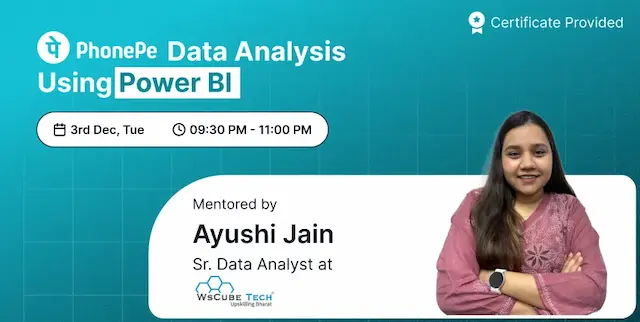 Certificate Provided
पे PhonePe Data Analysis
Using Power BI
3rd Dec, Tue 09:30 PM - 11:00 PM
Mentored by
Ayushi Jain
Sr. Data Analyst at
WSCUBE TECH
Upskilling Bharat